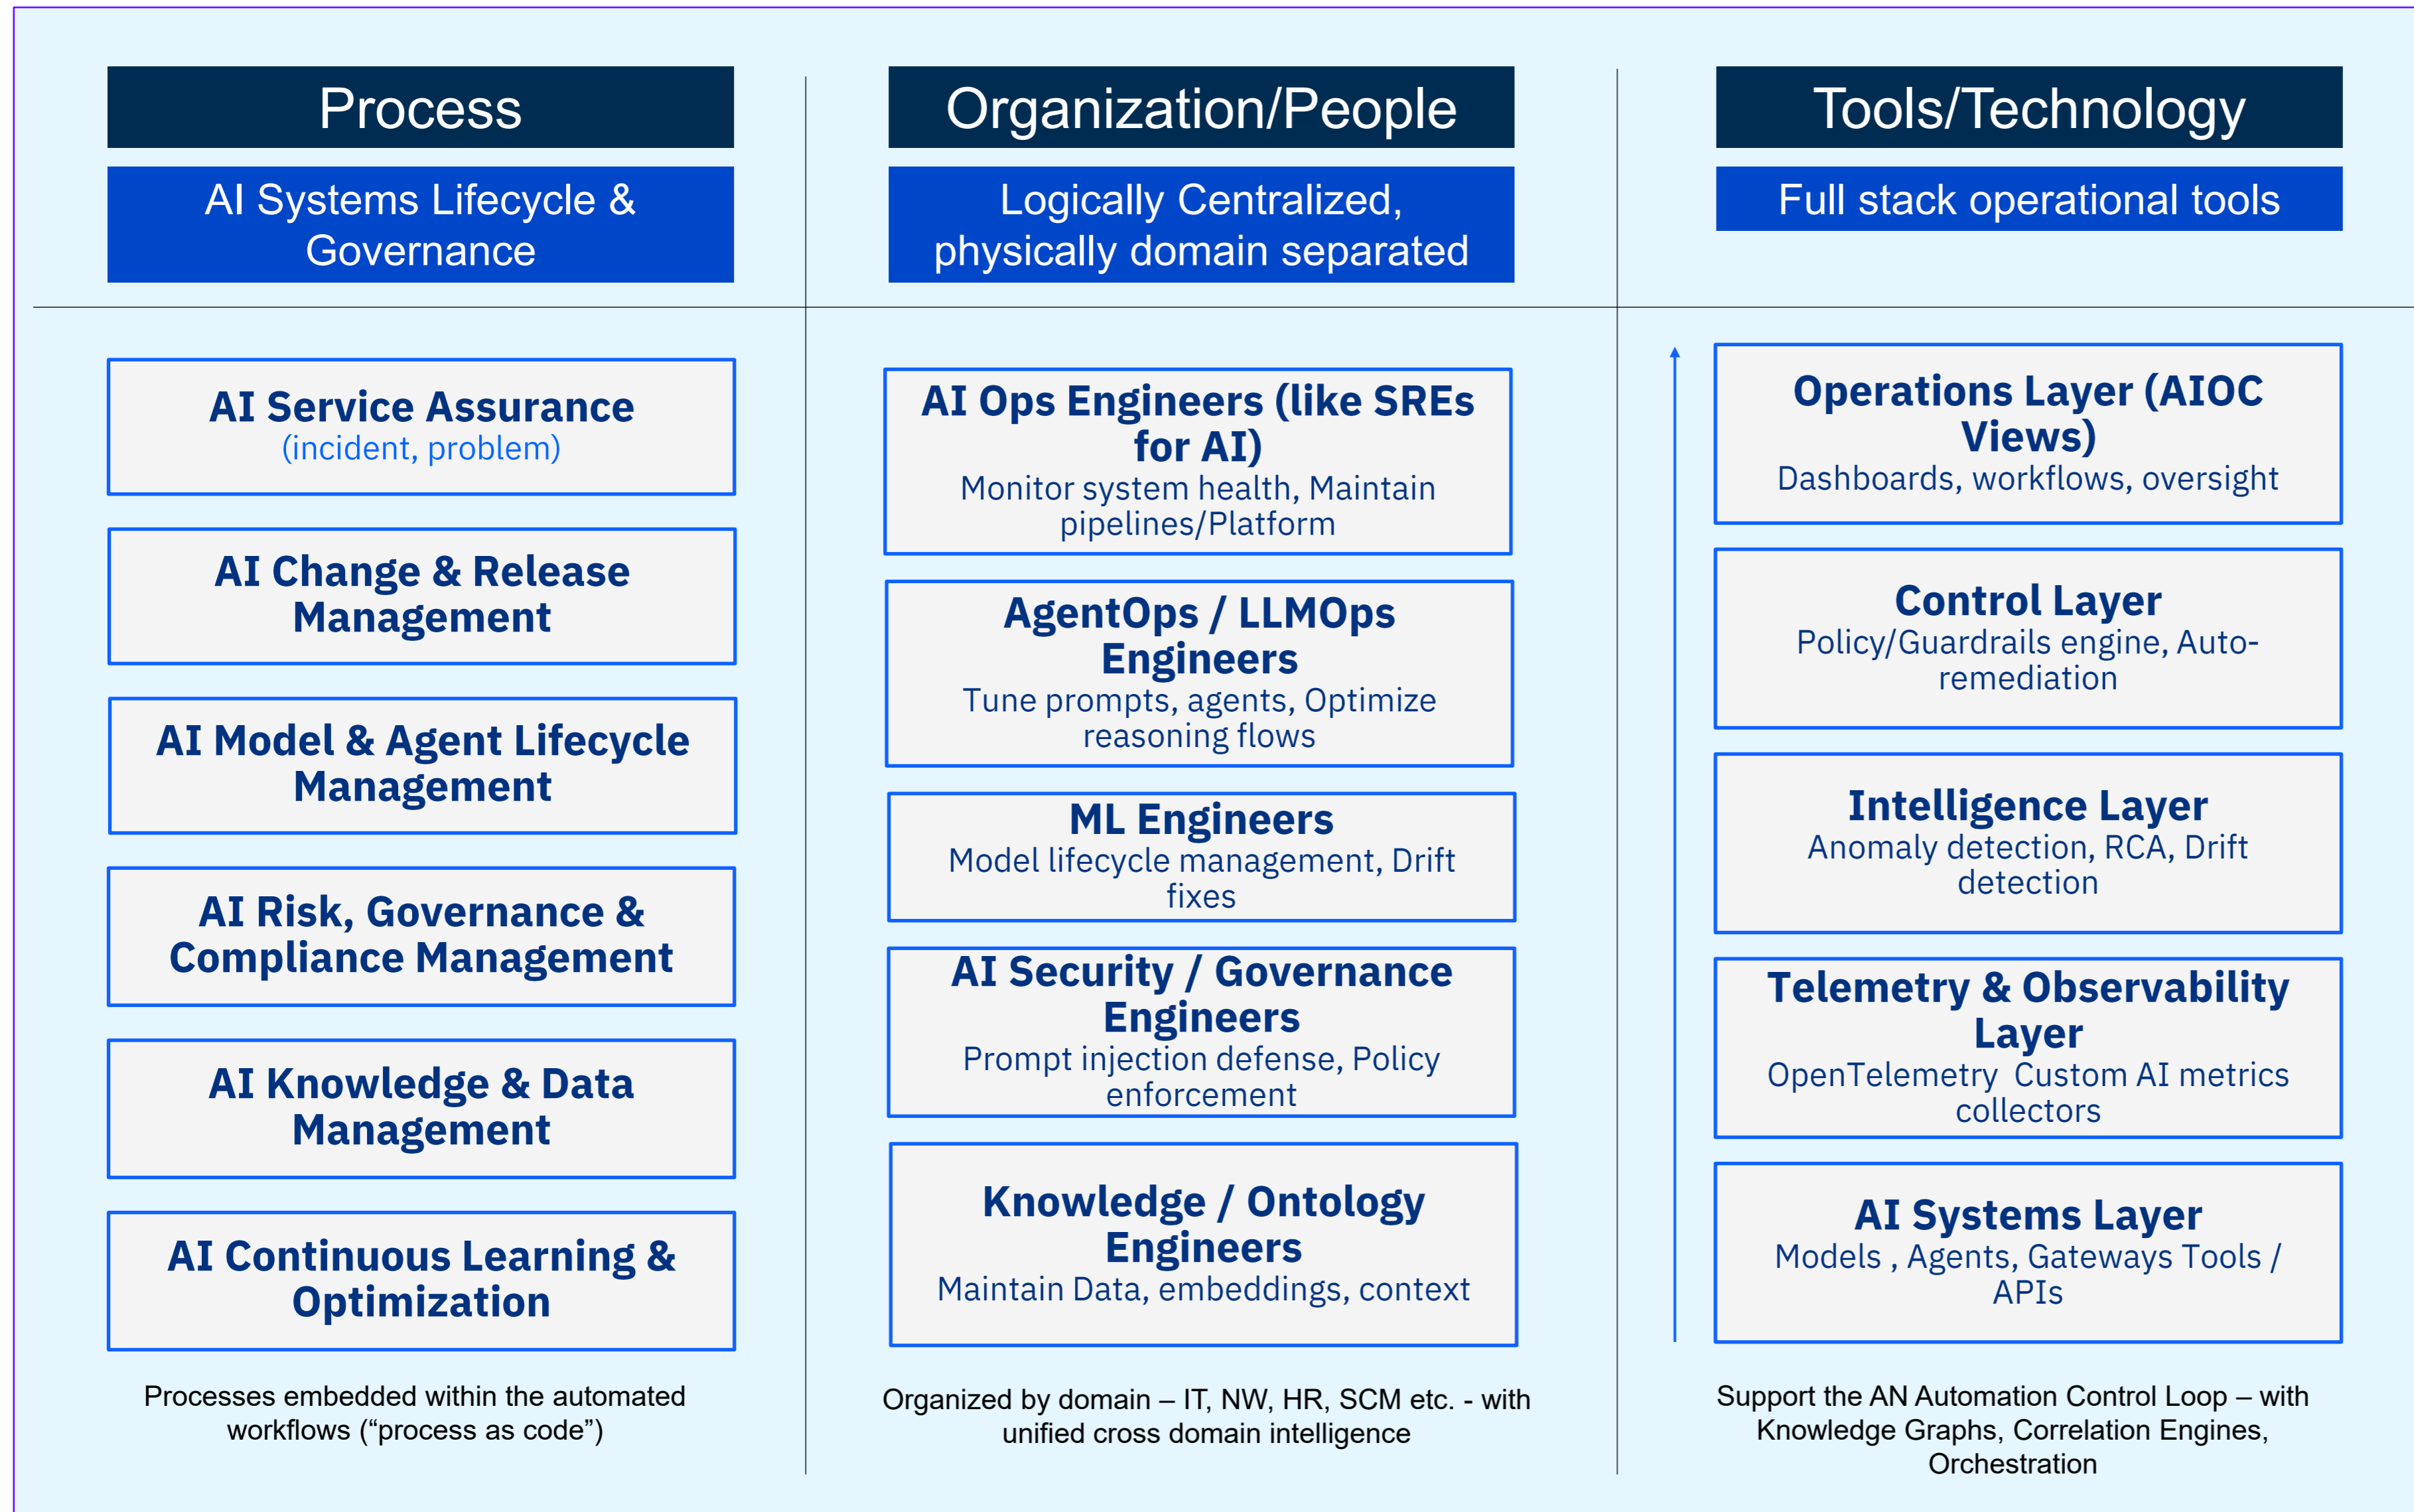 Process
AI Systems Lifecycle &
Governance
AI Service Assurance
(incident, problem)
AI Change & Release
Management
AI Model & Agent Lifecycle
Management
AI Risk, Governance &
Compliance Management
AI Knowledge & Data
Management
AI Continuous Learning &
Optimization
Processes embedded within the automated
workflows (“process as code”)
Organization/People
Logically Centralized,
physically domain separated
AI Ops Engineers (like SREs
for AI)
Monitor system health, Maintain
pipelines/Platform
AgentOps / LLMOps
Engineers
Tune prompts, agents, Optimize
reasoning flows
ML Engineers
Model lifecycle management, Drift
fixes
AI Security / Governance
Engineers
Prompt injection defense, Policy
enforcement
Knowledge / Ontology
Engineers
Maintain Data, embeddings, context
Organized by domain – IT, NW, HR, SCM etc. - with
unified cross domain intelligence
Tools/Technology
Full stack operational tools
Operations Layer (AIOC
Views)
Dashboards, workflows, oversight
Control Layer
Policy/Guardrails engine, Auto-
remediation
Intelligence Layer
Anomaly detection, RCA, Drift
detection
Telemetry & Observability
Layer
OpenTelemetry  Custom AI metrics
collectors
AI Systems Layer
Models , Agents, Gateways Tools /
APIs
Support the AN Automation Control Loop – with
Knowledge Graphs, Correlation Engines,
Orchestration